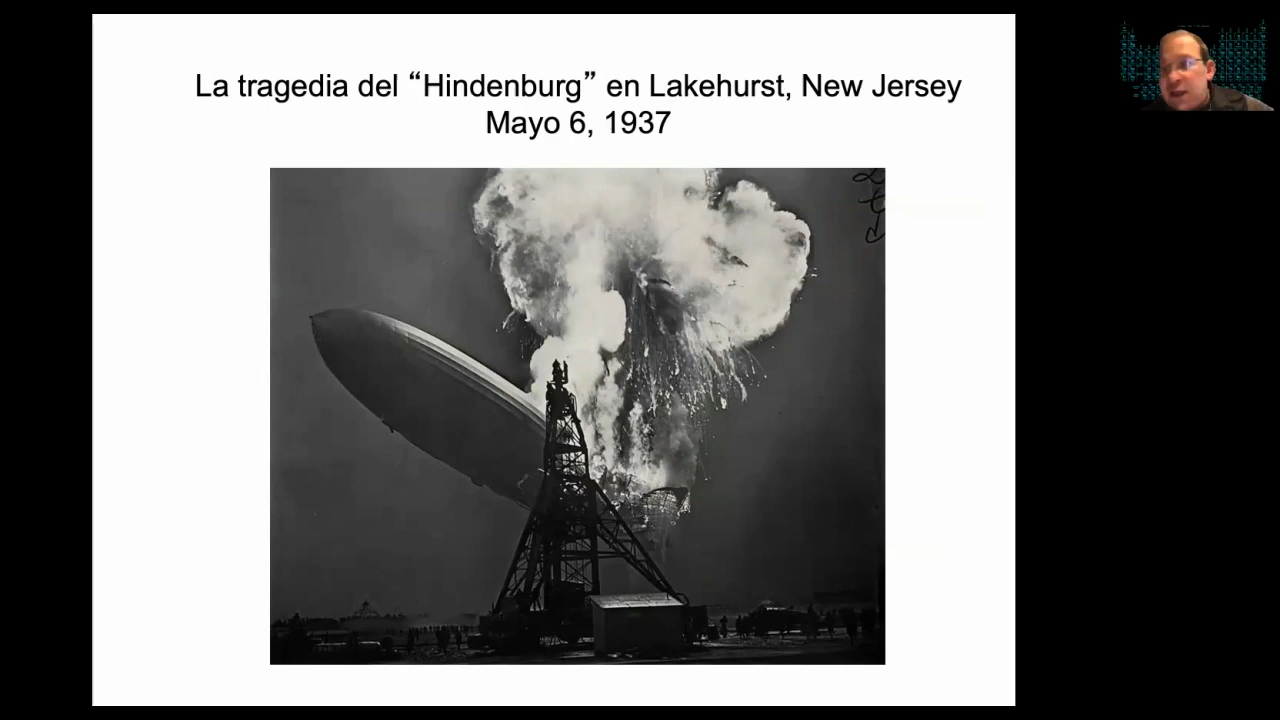 La tragedia del “Hindenburg” en Lakehurst, New Jersey
Mayo 6, 1937